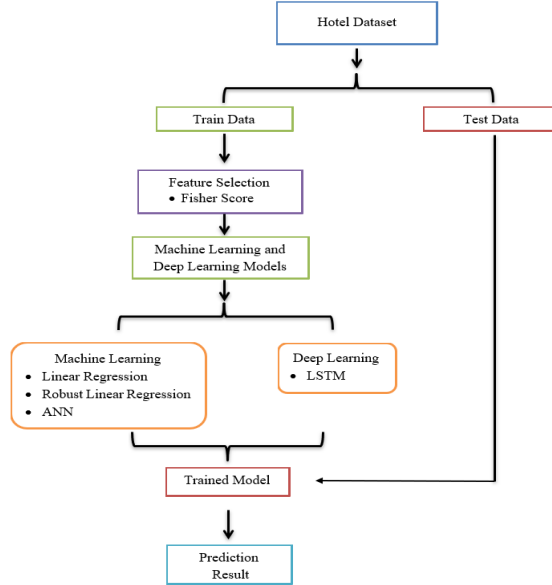 Hotel Dataset
Train Data
Test Data
Feature Selection
• Fisher Score
Machine Learning and
Deep Learning Models
Machine Learning
• Linear Regression
• Robust Linear Regression
• ANN
Deep Learning
• LSTM
Trained Model
Prediction
Result